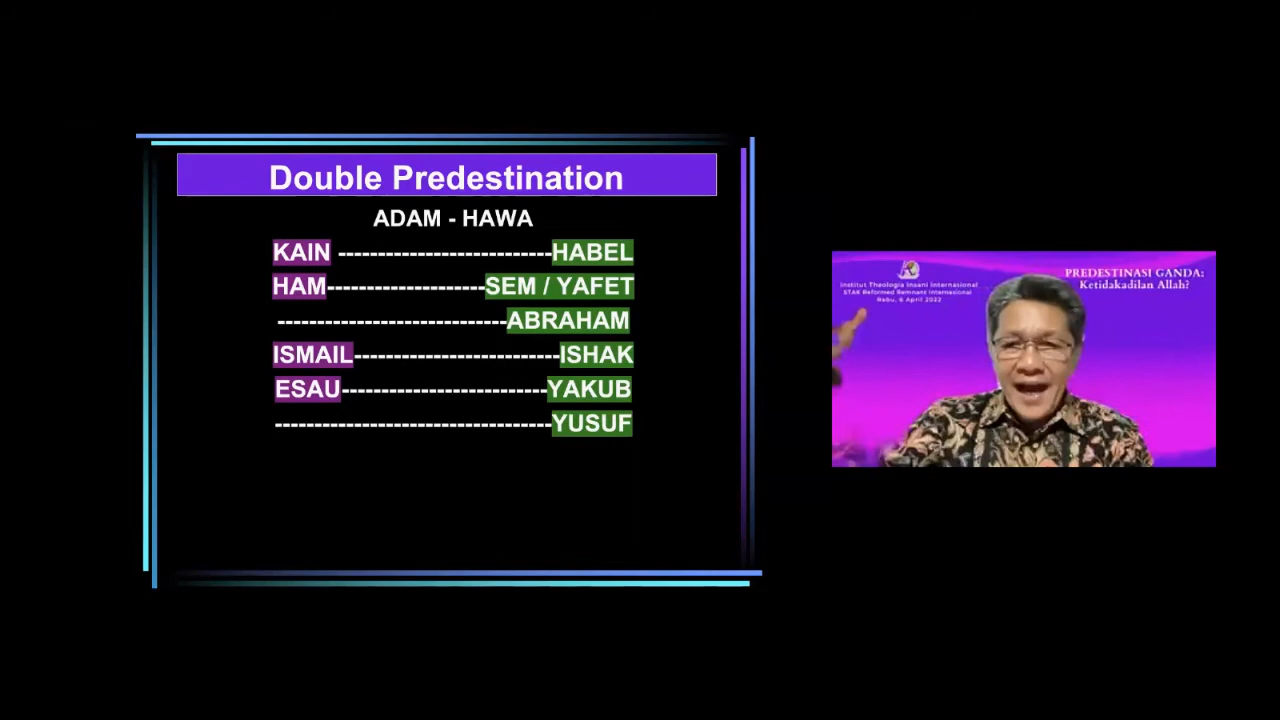 Double Predestination
ADAM - HAWA
KAIN ---------------------------HABEL
HAM--------------------SEM / YAFET
-----------------------------ABRAHAM
ISMAIL--------------------------ISHAK
ESAU--------------------------YAKUB
-----------------------------------YUSUF
Institut Theologia Insani Internasional
STAK Reformed Remnant Internasional
Rabu, 6 April 2022
PREDESTINASI GANDA:
Ketidakadilan Allah?